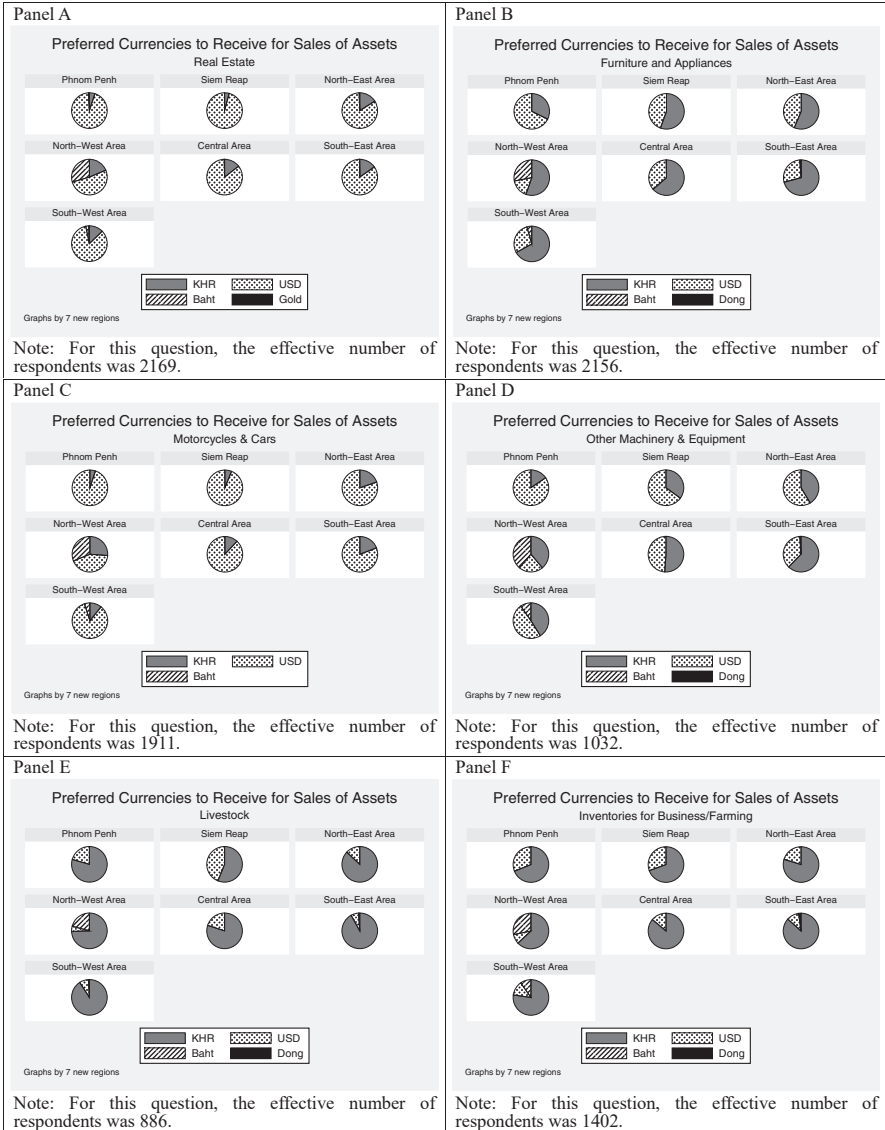 Panel A
Preferred Currencies to Receive for Sales of Assets
Real Estate
Phnom Penh Siem Reap North−East Area
North−West Area Central Area South−East Area
South−West Area
KHR USD
Baht Gold
Graphs by 7 new regions
Note: For this question, the effective number of
respondents was 2169.
Panel B
Preferred Currencies to Receive for Sales of Assets
Furniture and Appliances
Phnom Penh Siem Reap North−East Area
North−West Area Central Area South−East Area
South−West Area
KHR USD
Baht Dong
Graphs by 7 new regions
Note: For this question, the effective number of
respondents was 2156.
Panel C
Preferred Currencies to Receive for Sales of Assets
Motorcycles & Cars
Phnom Penh Siem Reap North−East Area
North−West Area Central Area South−East Area
South−West Area
KHR USD
Baht
Graphs by 7 new regions
Note: For this question, the effective number of
respondents was 1911.
Panel D
Preferred Currencies to Receive for Sales of Assets
Other Machinery & Equipment
Phnom Penh Siem Reap North−East Area
North−West Area Central Area South−East Area
South−West Area
KHR USD
Baht Dong
Graphs by 7 new regions
Note: For this question, the effective number of
respondents was 1032.
Panel E
Preferred Currencies to Receive for Sales of Assets
Livestock
Phnom Penh Siem Reap North−East Area
North−West Area Central Area South−East Area
South−West Area
KHR USD
Baht Dong
Graphs by 7 new regions
Note: For this question, the effective number of
respondents was 886.
Panel F
Preferred Currencies to Receive for Sales of Assets
Inventories for Business/Farming
Phnom Penh Siem Reap North−East Area
North−West Area Central Area South−East Area
South−West Area
KHR USD
Baht Dong
Graphs by 7 new regions
Note: For this question, the effective number of
respondents was 1402.